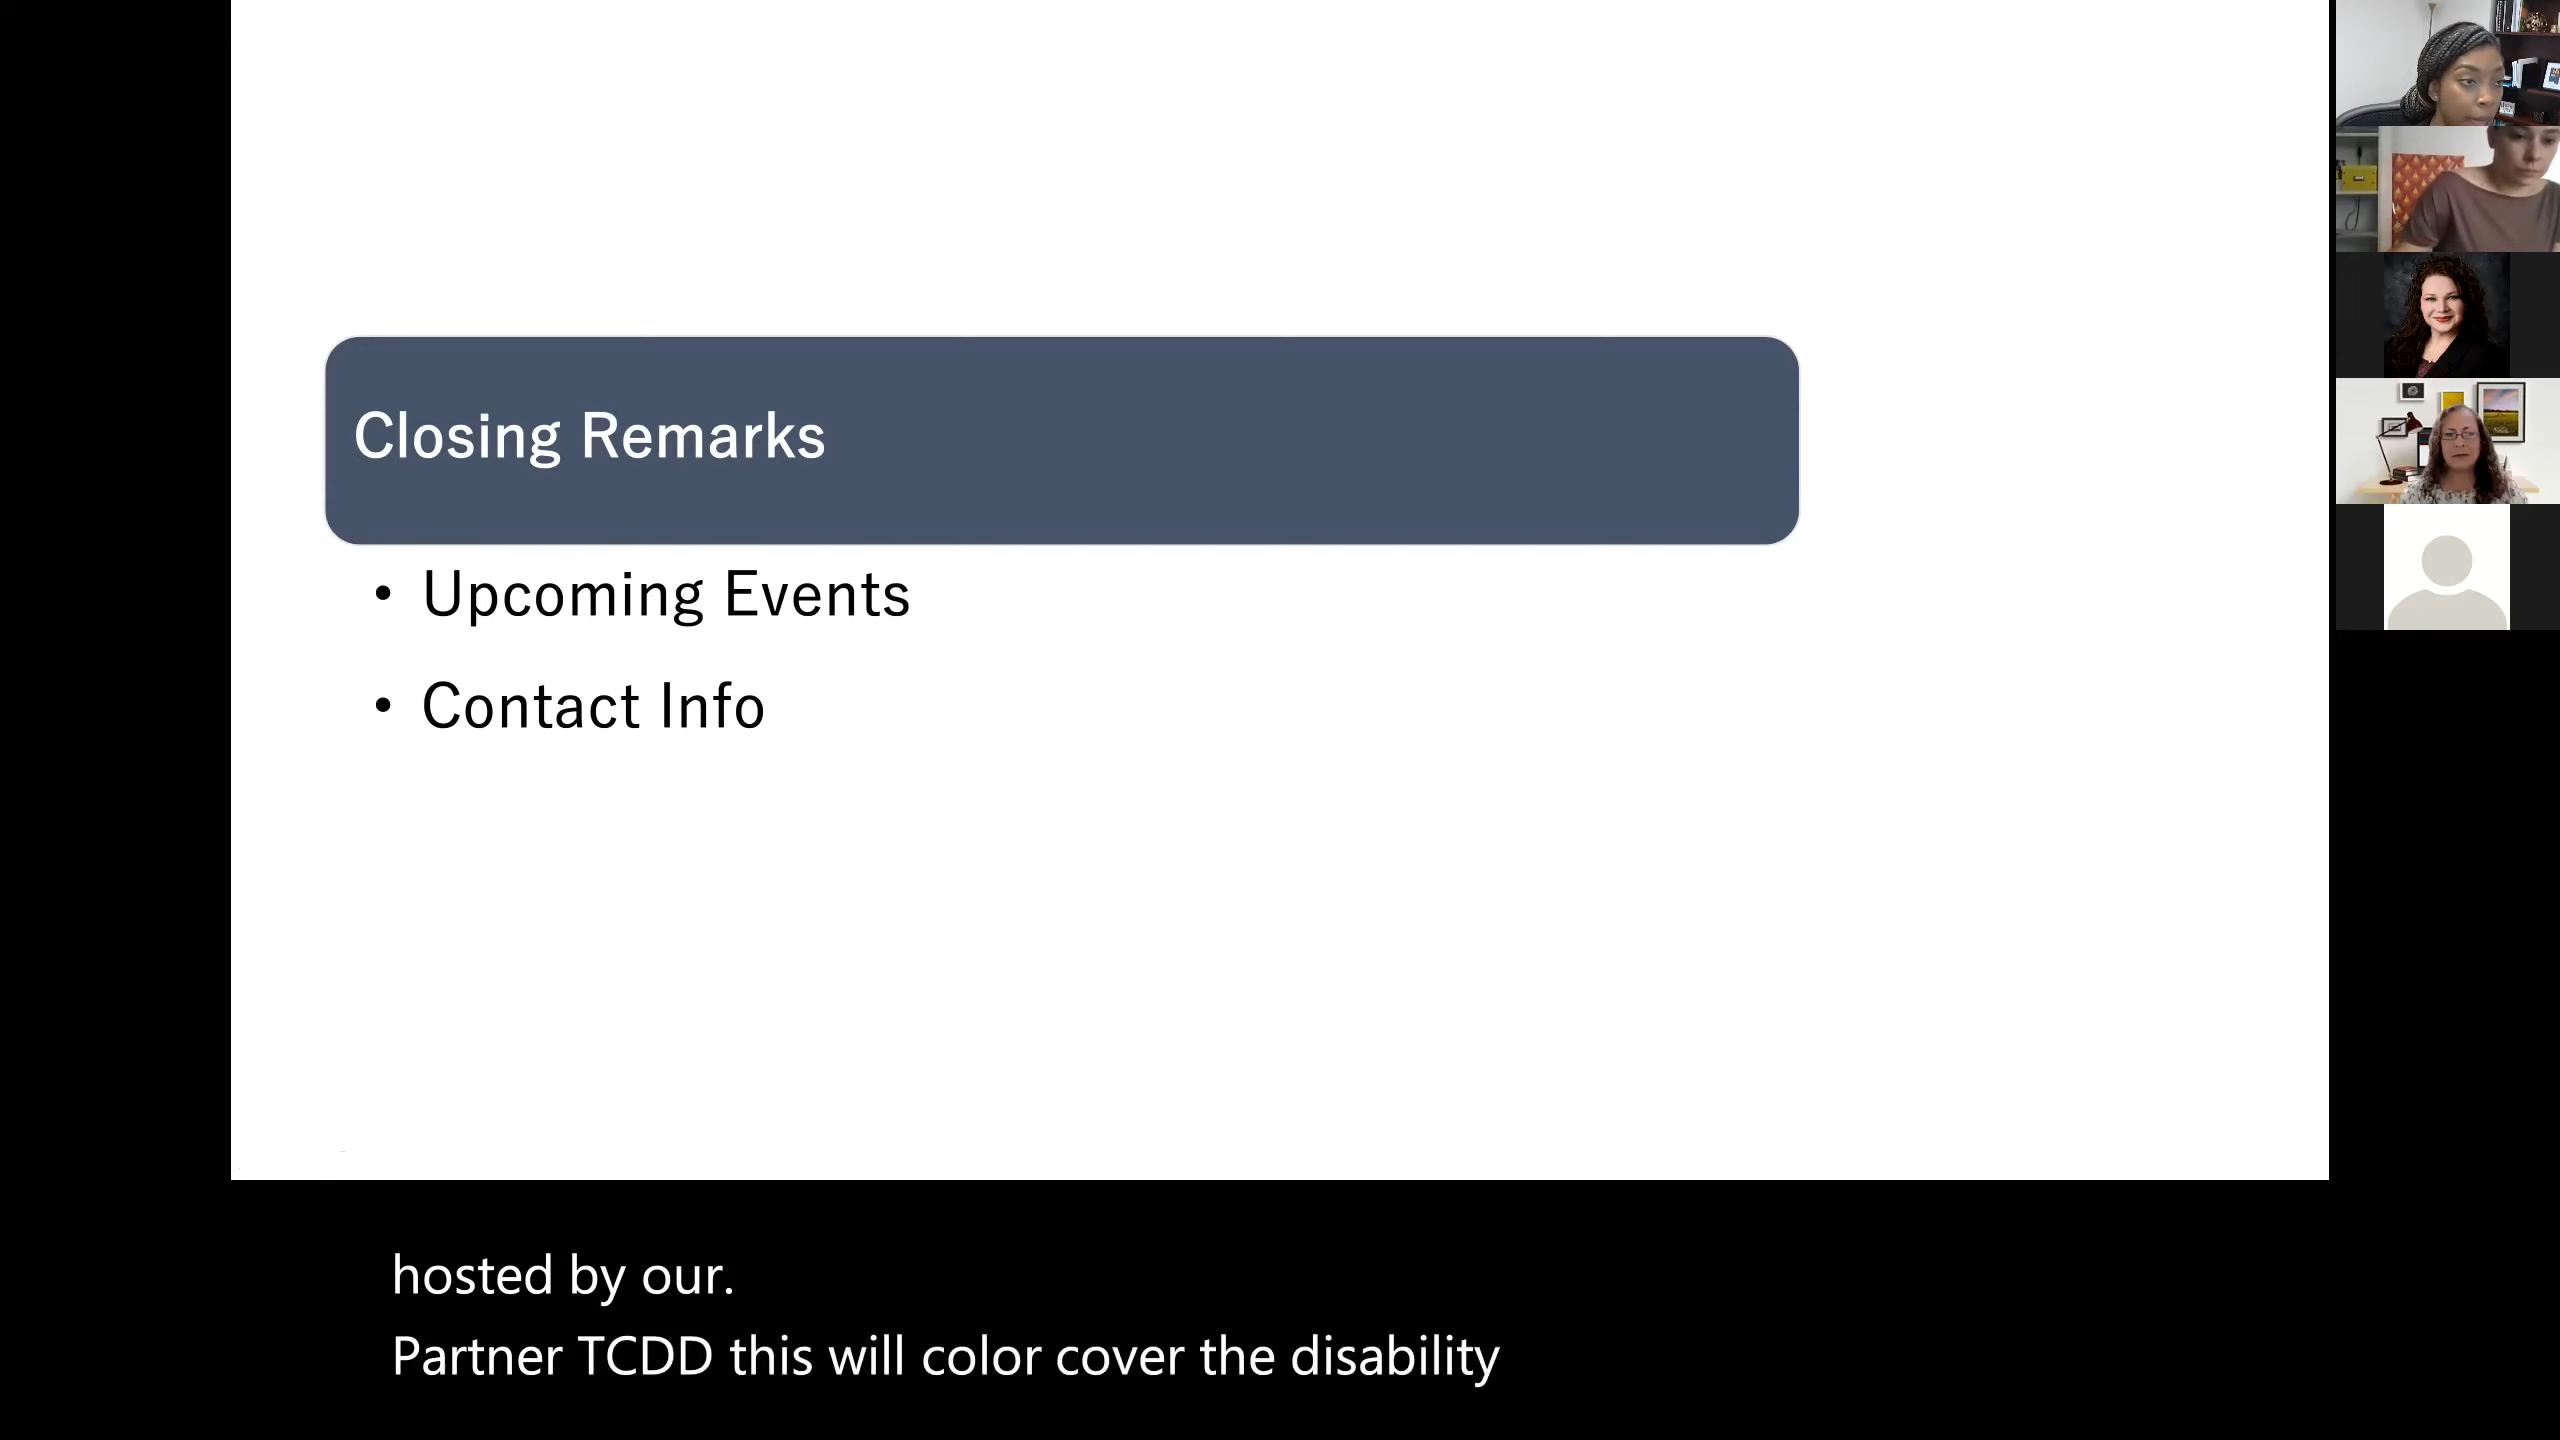 Closing Remarks
• Upcoming Events
• Contact Info
hosted by our.
Partner TCDD this will color cover the disability